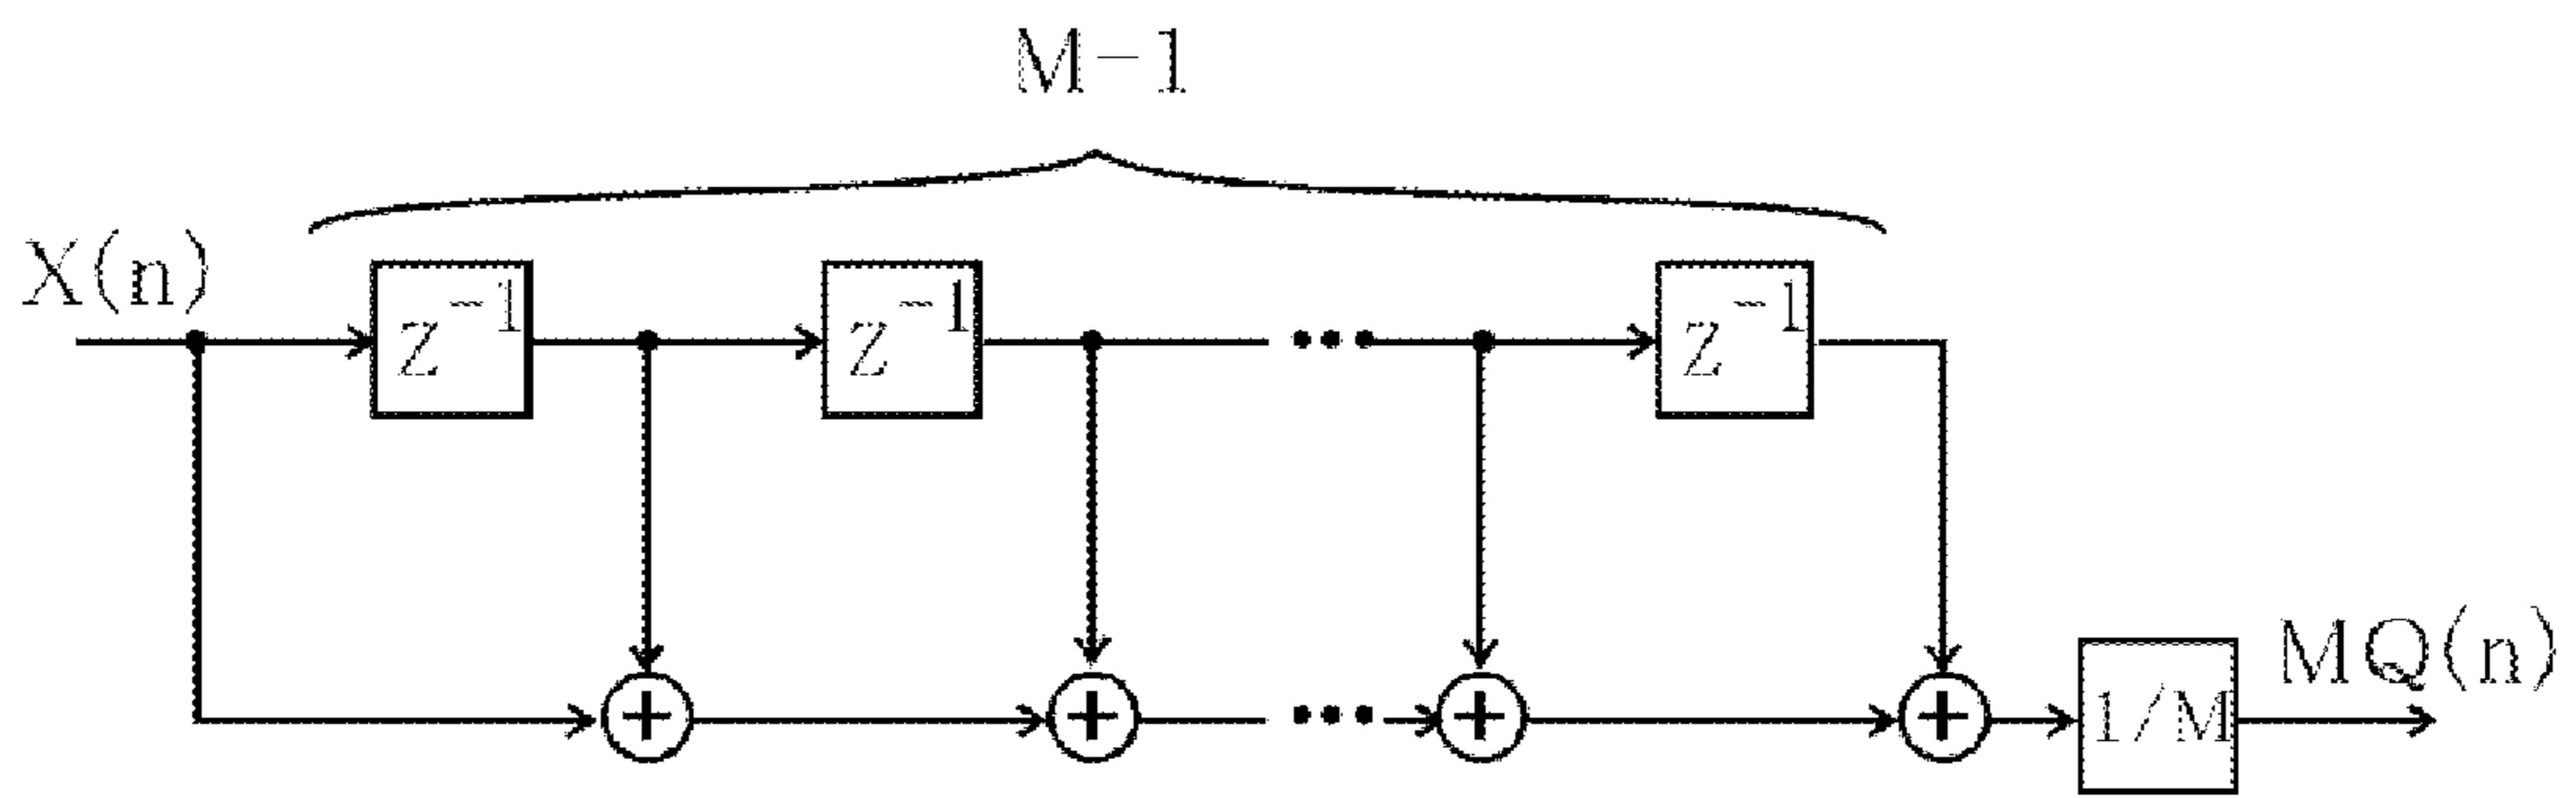 M-1
X(n)
Z^-1
Z^-1
•••
Z^-1
+
+
•••
+
+
1/M
MQ(n)